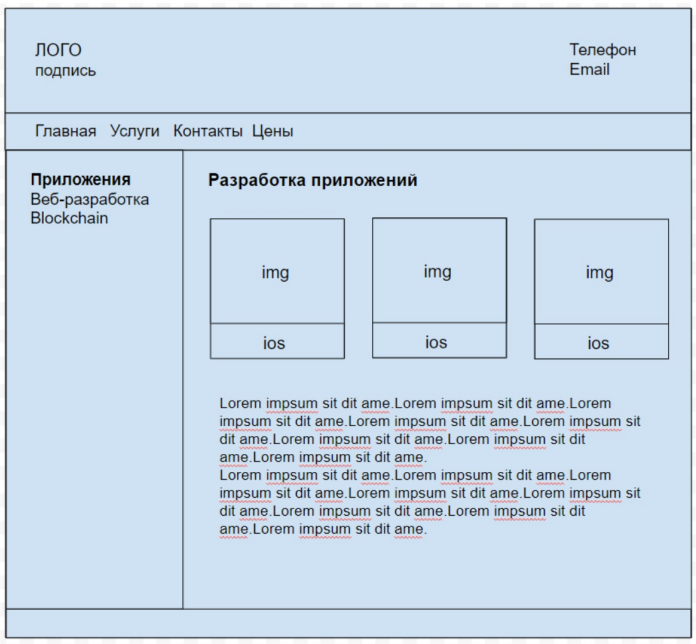 ЛОГО
подпись
Телефон
Email
Главная Услуги Контакты Цены
Приложения
Веб-разработка
Blockchain
Разработка приложений
img
img
img
ios
ios
ios
Lorem impsum sit dit ame.Lorem impsum sit dit ame.Lorem
impsum sit dit ame.Lorem impsum sit dit ame.Lorem impsum sit
dit ame.Lorem impsum sit dit ame.Lorem impsum sit dit
ame.Lorem impsum sit dit ame.
Lorem impsum sit dit ame.Lorem impsum sit dit ame.Lorem
impsum sit dit ame.Lorem impsum sit dit ame.Lorem impsum sit
dit ame.Lorem impsum sit dit ame.Lorem impsum sit dit
ame.Lorem impsum sit dit ame.